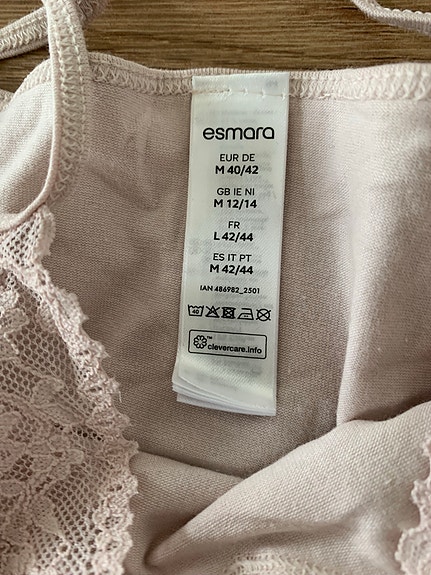 esmara
EUR DE
M 40/42
GB IE NI
M 12/14
FR
L 42/44
ES IT PT
M 42/44
IAN 486982_2501
40
clevercare.info